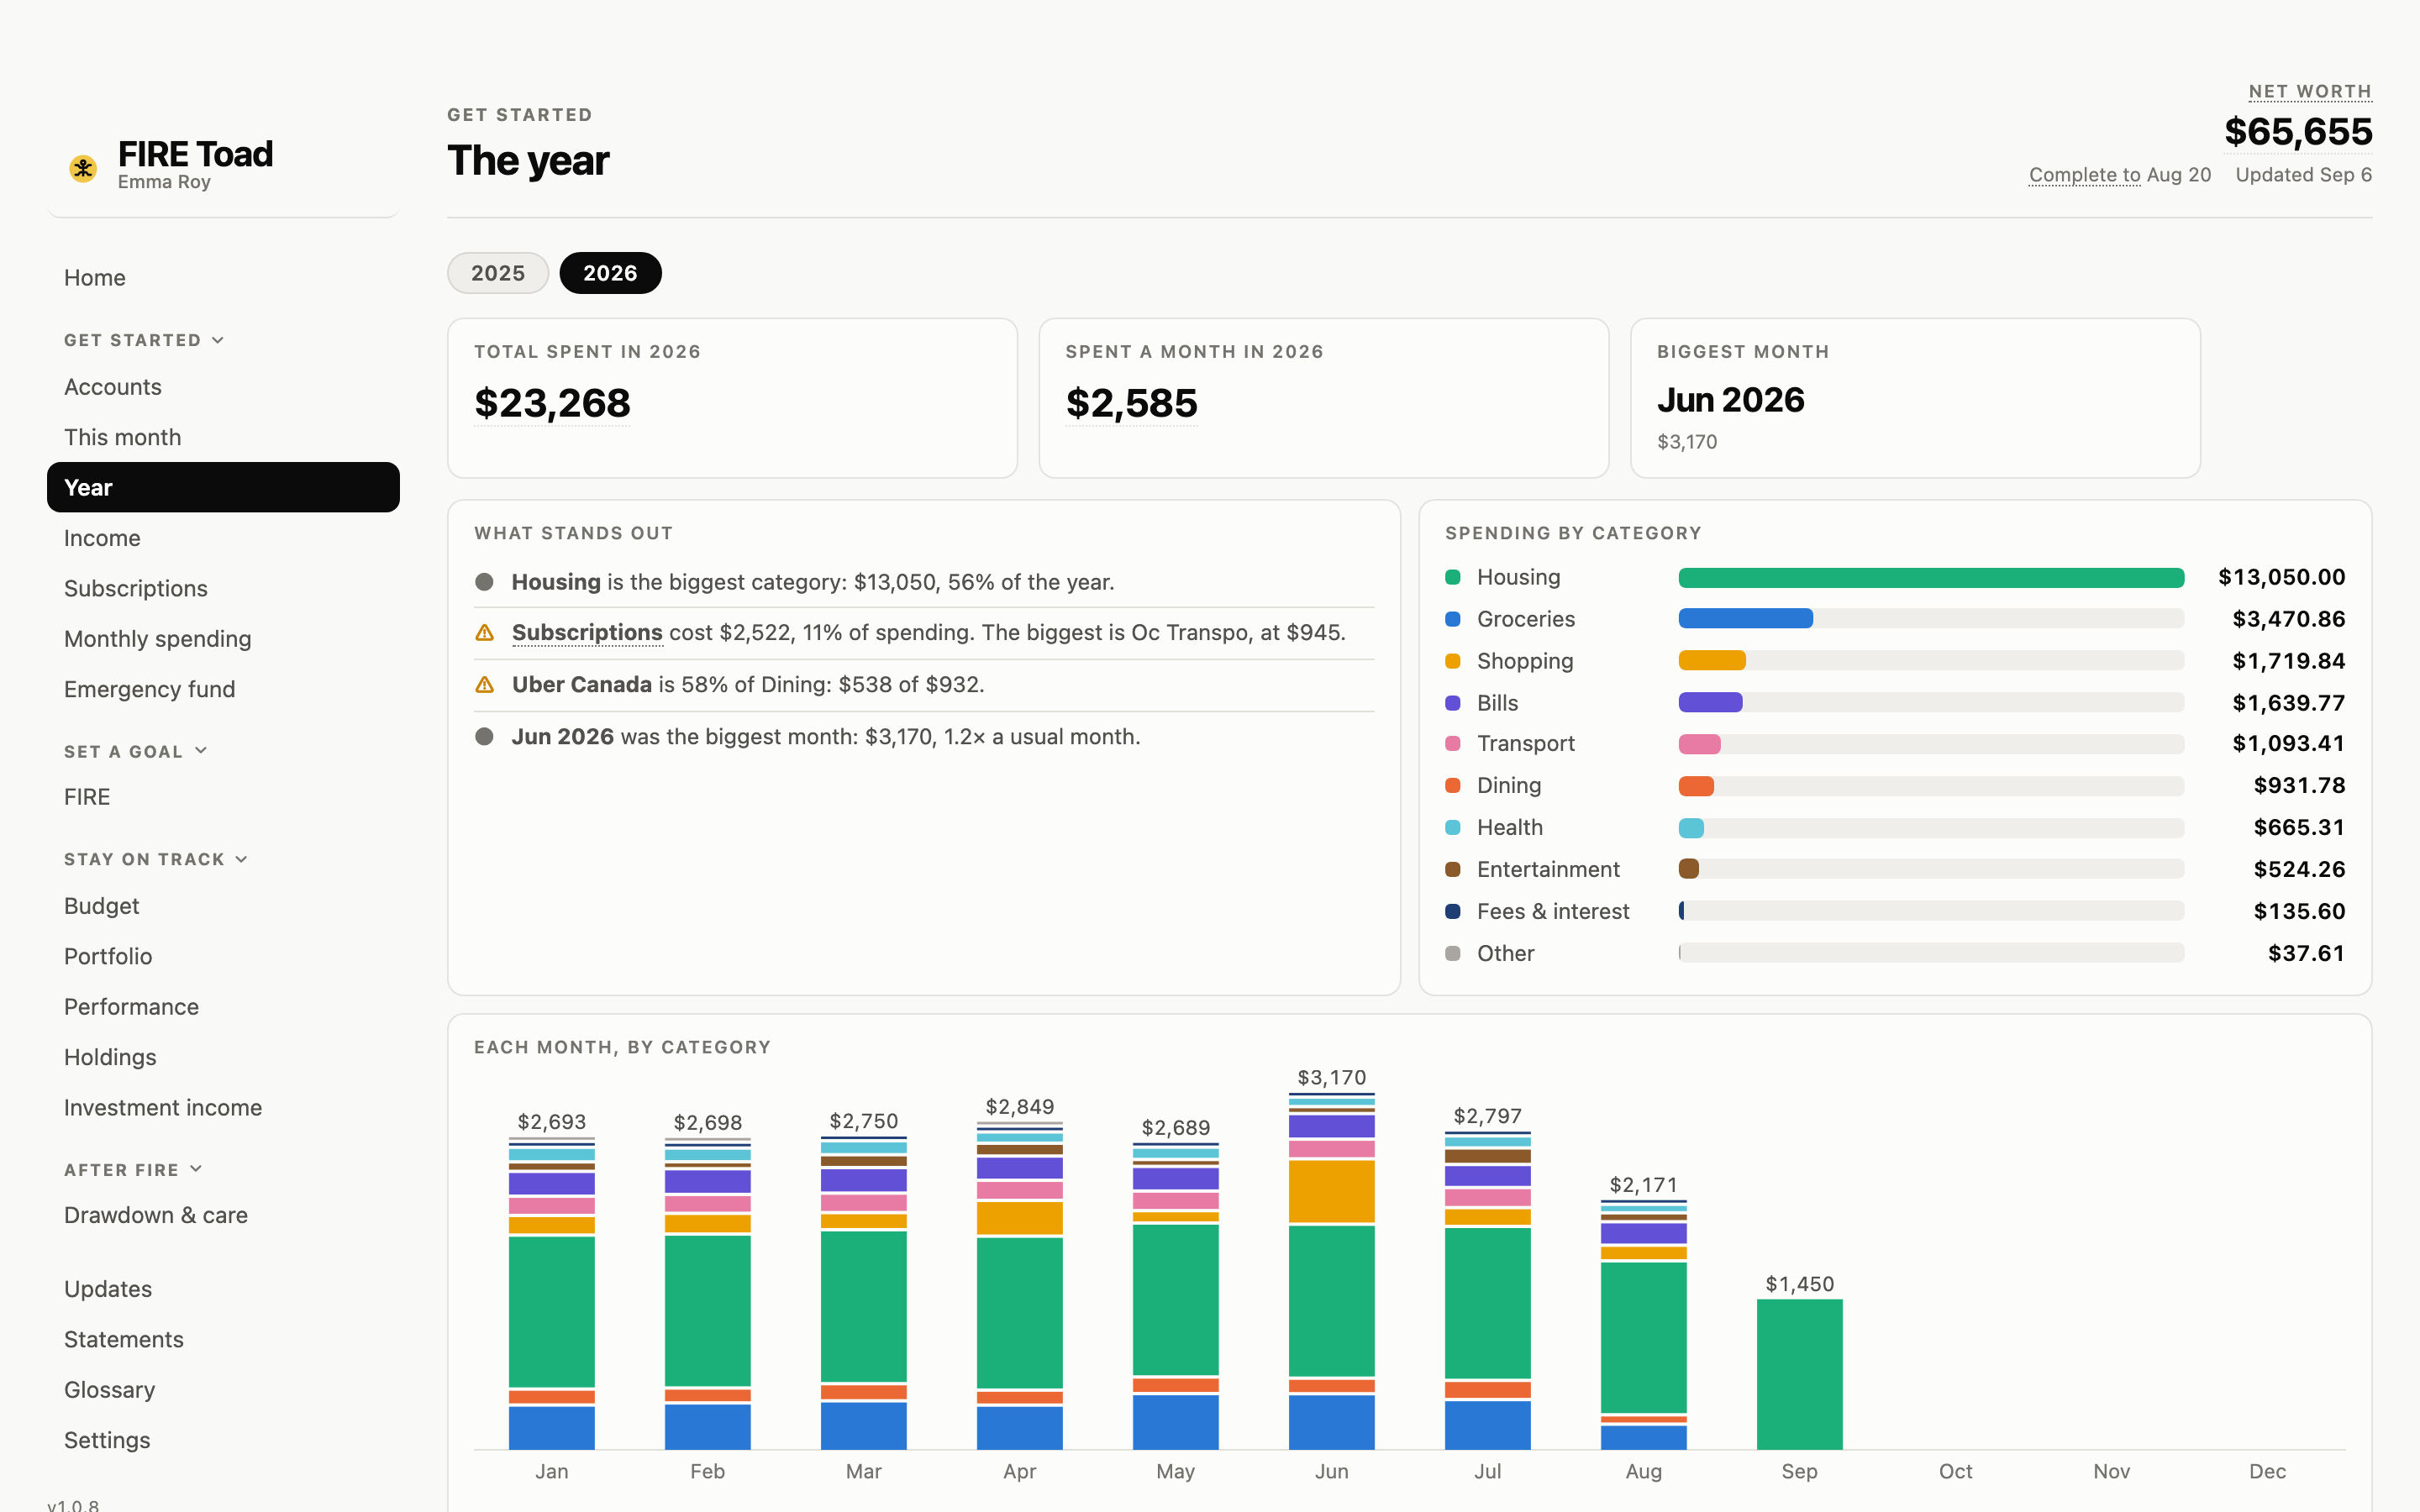 FIRE Toad
Emma Roy
Home
GET STARTED
Accounts
This month
Year
Income
Subscriptions
Monthly spending
Emergency fund
SET A GOAL
FIRE
STAY ON TRACK
Budget
Portfolio
Performance
Holdings
Investment income
AFTER FIRE
Drawdown & care
Updates
Statements
Glossary
Settings
v1.0.8
GET STARTED
The year
NET WORTH
$65,655
Complete to Aug 20 Updated Sep 6
2025 2026
TOTAL SPENT IN 2026
$23,268
SPENT A MONTH IN 2026
$2,585
BIGGEST MONTH
Jun 2026
$3,170
WHAT STANDS OUT
Housing is the biggest category: $13,050, 56% of the year.
Subscriptions cost $2,522, 11% of spending. The biggest is Oc Transpo, at $945.
Uber Canada is 58% of Dining: $538 of $932.
Jun 2026 was the biggest month: $3,170, 1.2× a usual month.
SPENDING BY CATEGORY
Housing $13,050.00
Groceries $3,470.86
Shopping $1,719.84
Bills $1,639.77
Transport $1,093.41
Dining $931.78
Health $665.31
Entertainment $524.26
Fees & interest $135.60
Other $37.61
EACH MONTH, BY CATEGORY
$2,693 $2,698 $2,750 $2,849 $2,689 $3,170 $2,797 $2,171 $1,450
Jan Feb Mar Apr May Jun Jul Aug Sep Oct Nov Dec